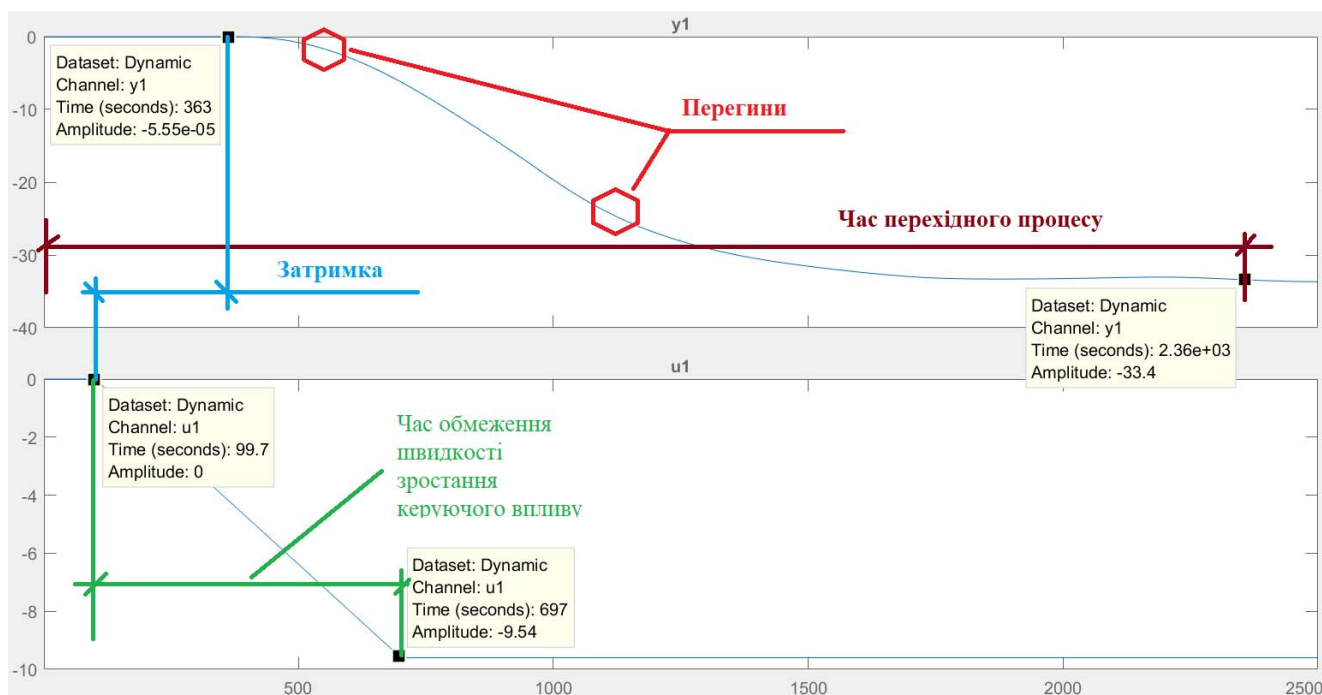 y1
0
-10
-20
-30
-40
Dataset: Dynamic
Channel: y1
Time (seconds): 363
Amplitude: -5.55e-05
Перегини
Час перехідного процесу
Затримка
Dataset: Dynamic
Channel: y1
Time (seconds): 2.36e+03
Amplitude: -33.4
u1
0
-2
-4
-6
-8
-10
Dataset: Dynamic
Channel: u1
Time (seconds): 99.7
Amplitude: 0
Час обмеження
швидкості
зростання
керуючого впливу
Dataset: Dynamic
Channel: u1
Time (seconds): 697
Amplitude: -9.54
500
1000
1500
2000
2500